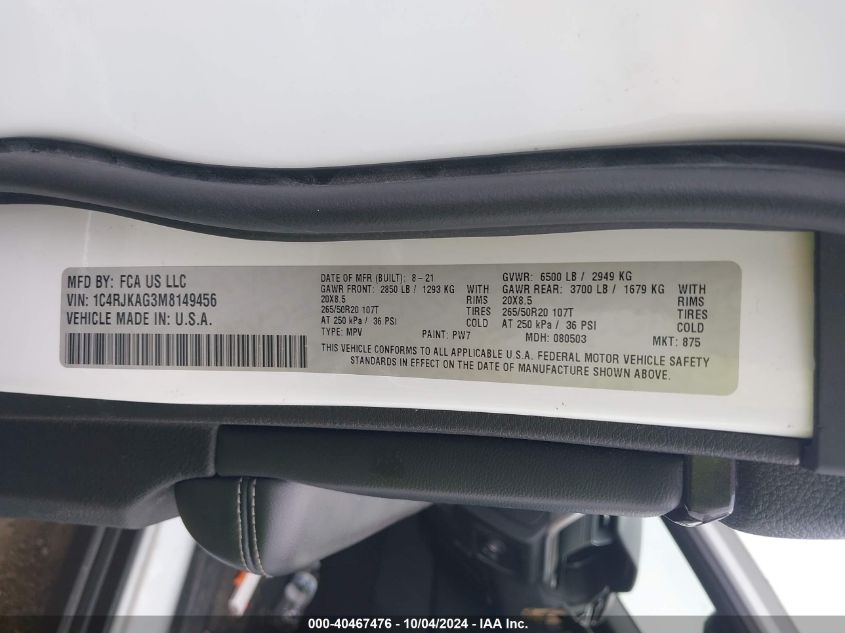 MFD BY: FCA US LLC
VIN: 1C4RJKAG3M8149456
VEHICLE MADE IN: U.S.A.
DATE OF MFR (BUILT): 8-21
GAWR FRONT: 2850 LB / 1293 KG WITH
20X8.5 RIMS
265/50R20 107T TIRES
AT 250 kPa / 36 PSI COLD
TYPE: MPV PAINT: PW7
GVWR: 6500 LB / 2949 KG
GAWR REAR: 3700 LB / 1679 KG WITH
20X8.5 RIMS
265/50R20 107T TIRES
AT 250 kPa / 36 PSI COLD
MDH: 080503 MKT: 875
THIS VEHICLE CONFORMS TO ALL APPLICABLE U.S.A. FEDERAL MOTOR VEHICLE SAFETY
STANDARDS IN EFFECT ON THE DATE OF MANUFACTURE SHOWN ABOVE.
000-40467476 - 10/04/2024 - IAA Inc.